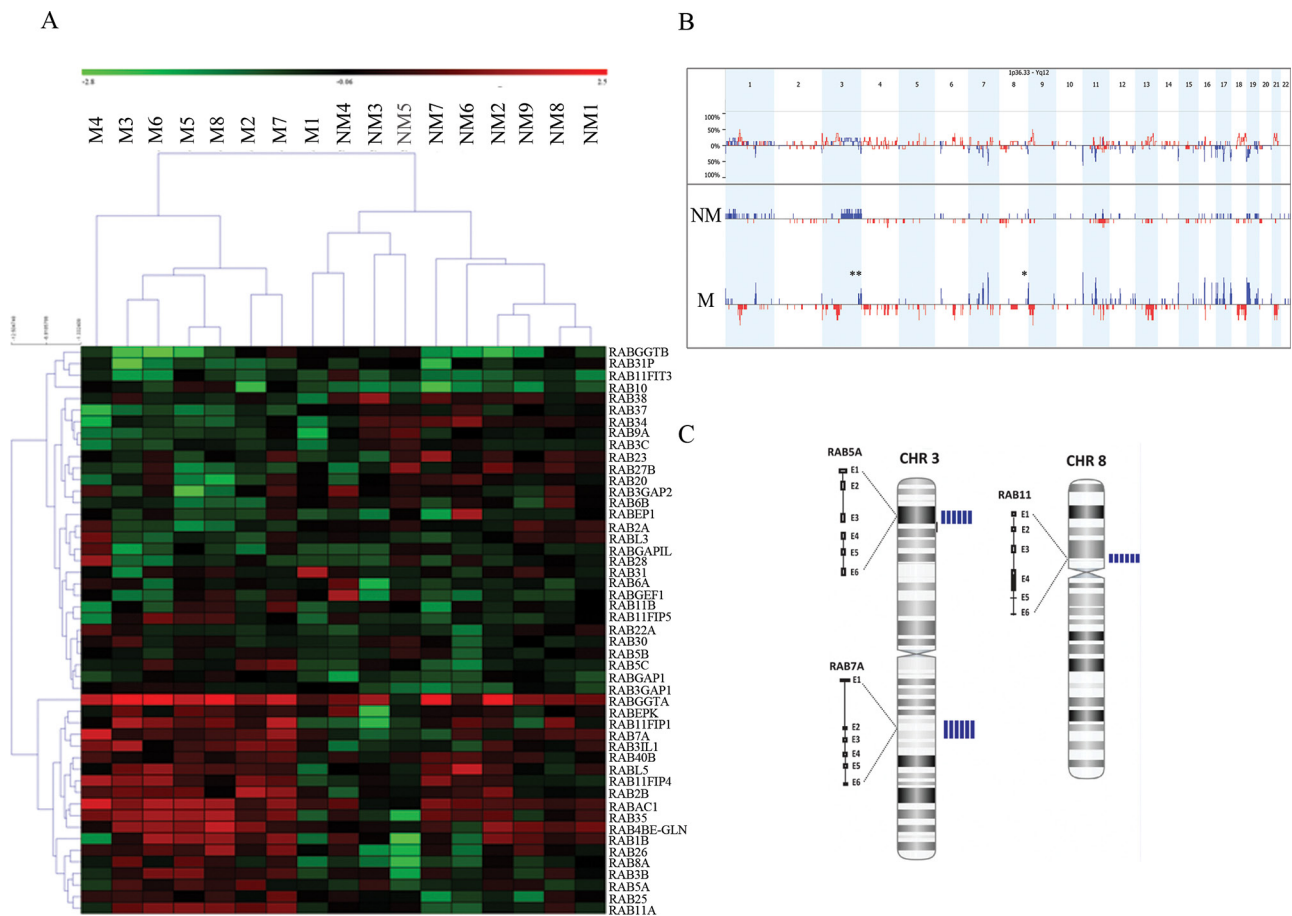 A
-2.8
-0.06
2.5
M4
M3
M6
M5
M8
M2
M7
M1
NM4
NM3
NM5
NM7
NM6
NM2
NM9
NM8
NM1
RABGGTB
RAB31P
RAB11FIT3
RAB10
RAB38
RAB37
RAB34
RAB9A
RAB3C
RAB23
RAB27B
RAB20
RAB3GAP2
RAB6B
RABEP1
RAB2A
RABL3
RABGAPIL
RAB28
RAB31
RAB6A
RABGEF1
RAB11B
RAB11FIP5
RAB22A
RAB30
RAB5B
RAB5C
RABGAP1
RAB3GAP1
RABGGTA
RABEPK
RAB11FIP1
RAB7A
RAB3IL1
RAB40B
RABL5
RAB11FIP4
RAB2B
RABAC1
RAB35
RAB4BE-GLN
RAB1B
RAB26
RAB8A
RAB3B
RAB5A
RAB25
RAB11A
B
1p36.33 - Yq12
1 2 3 4 5 6 7 8 9 10 11 12 13 14 15 16 17 18 19 20 21 22
100%
50%
0%
50%
100%
NM
M
** *
C
RAB5A
CHR 3
E1
E2
E3
E4
E5
E6
RAB7A
E1
E2
E3
E4
E5
E6
CHR 8
RAB11
E1
E2
E3
E4
E5
E6